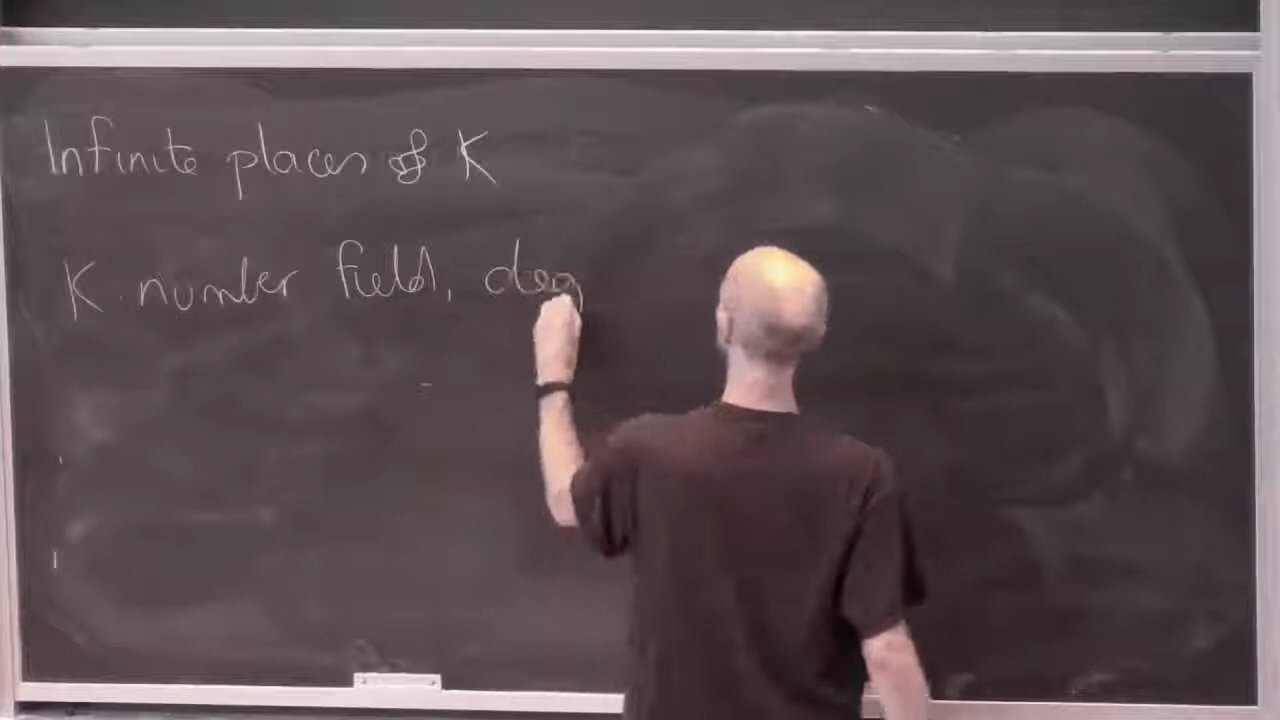 Infinite places of K
K number field, deg